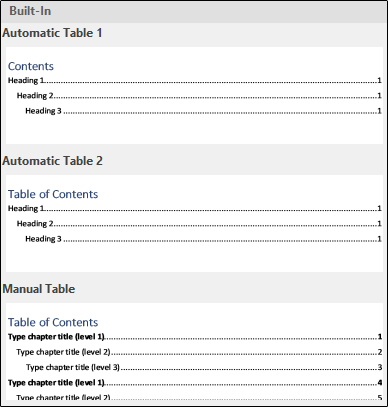 Built-In
Automatic Table 1
Contents
Heading 1...1
Heading 2...1
Heading 3...1
Automatic Table 2
Table of Contents
Heading 1...1
Heading 2...1
Heading 3...1
Manual Table
Table of Contents
Type chapter title (level 1)...1
Type chapter title (level 2)...2
Type chapter title (level 3)...3
Type chapter title (level 1)...4
Type chapter title (level 2)...5